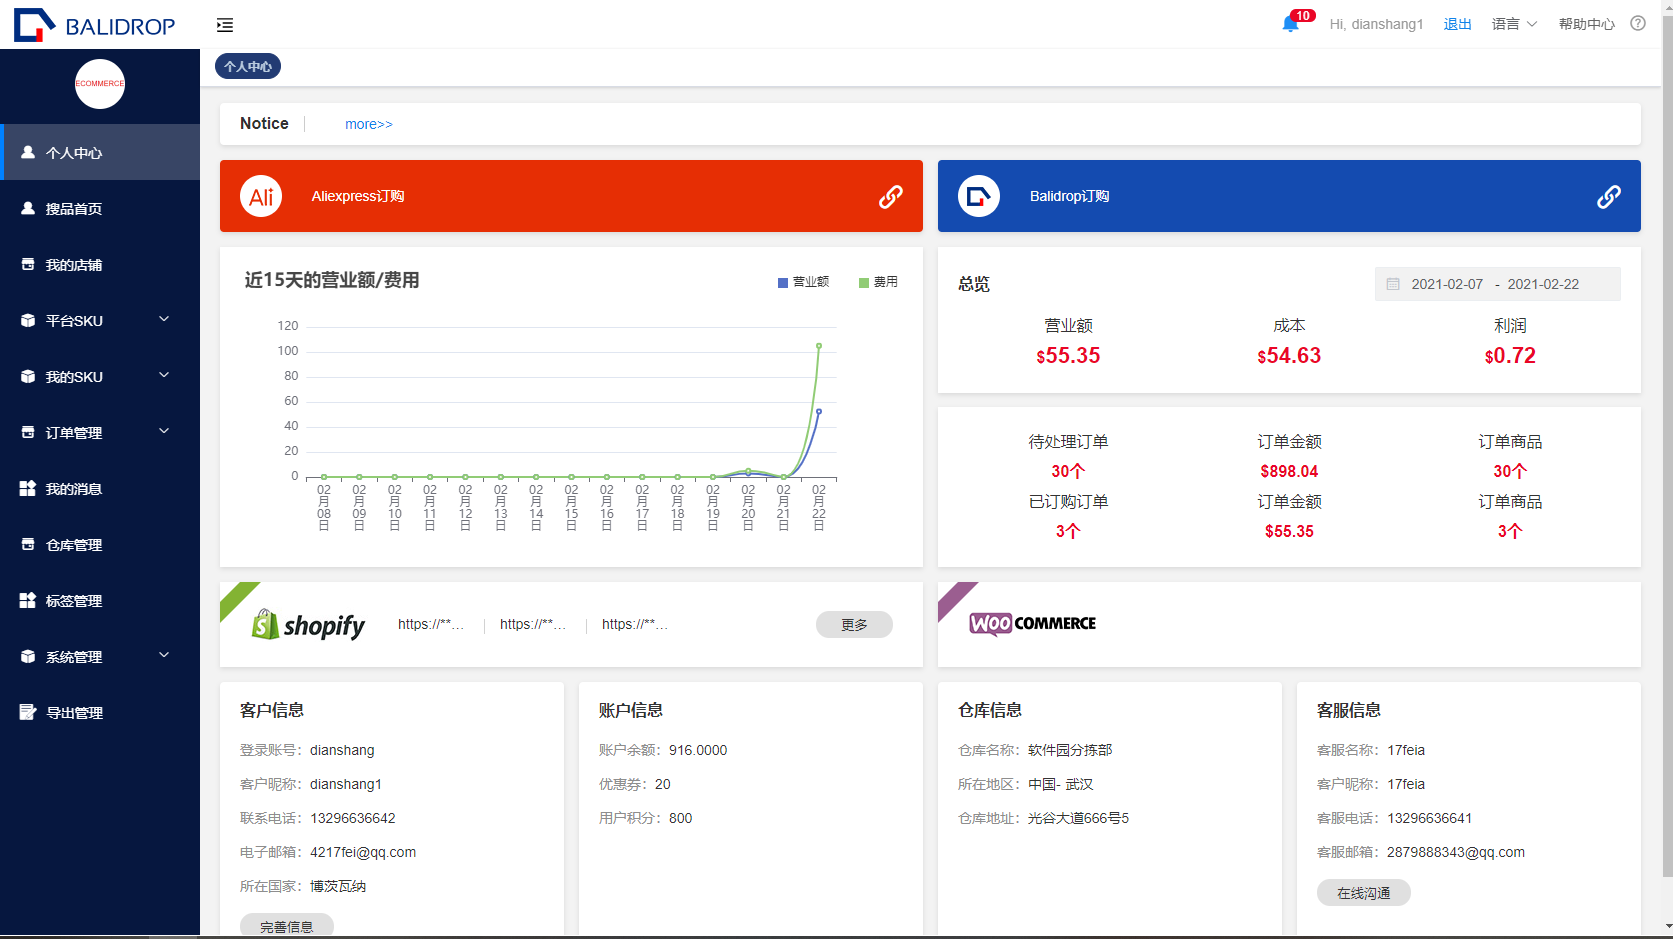 BALIDROP
10
Hi, dianshang1
退出
语言
帮助中心
ECOMMERCE
个人中心
搜品首页
我的店铺
平台SKU
我的SKU
订单管理
我的消息
仓库管理
标签管理
系统管理
导出管理
个人中心
Notice
more>>
Ali
Aliexpress订购
Balidrop订购
近15天的营业额/费用
营业额
费用
120
100
80
60
40
20
0
02月08日
02月09日
02月10日
02月11日
02月12日
02月13日
02月14日
02月15日
02月16日
02月17日
02月18日
02月19日
02月20日
02月21日
02月22日
总览
2021-02-07 - 2021-02-22
营业额
成本
利润
$55.35
$54.63
$0.72
待处理订单
订单金额
订单商品
30个
$898.04
30个
已订购订单
订单金额
订单商品
3个
$55.35
3个
shopify
https://**...
https://**...
https://**...
更多
WOOCOMMERCE
客户信息
登录账号：dianshang
客户昵称：dianshang1
联系电话：13296636642
电子邮箱：4217fei@qq.com
所在国家：博茨瓦纳
完善信息
账户信息
账户余额：916.0000
优惠券：20
用户积分：800
仓库信息
仓库名称：软件园分拣部
所在地区：中国- 武汉
仓库地址：光谷大道666号5
客服信息
客服名称：17feia
客户昵称：17feia
客服电话：13296636641
客服邮箱：2879888343@qq.com
在线沟通